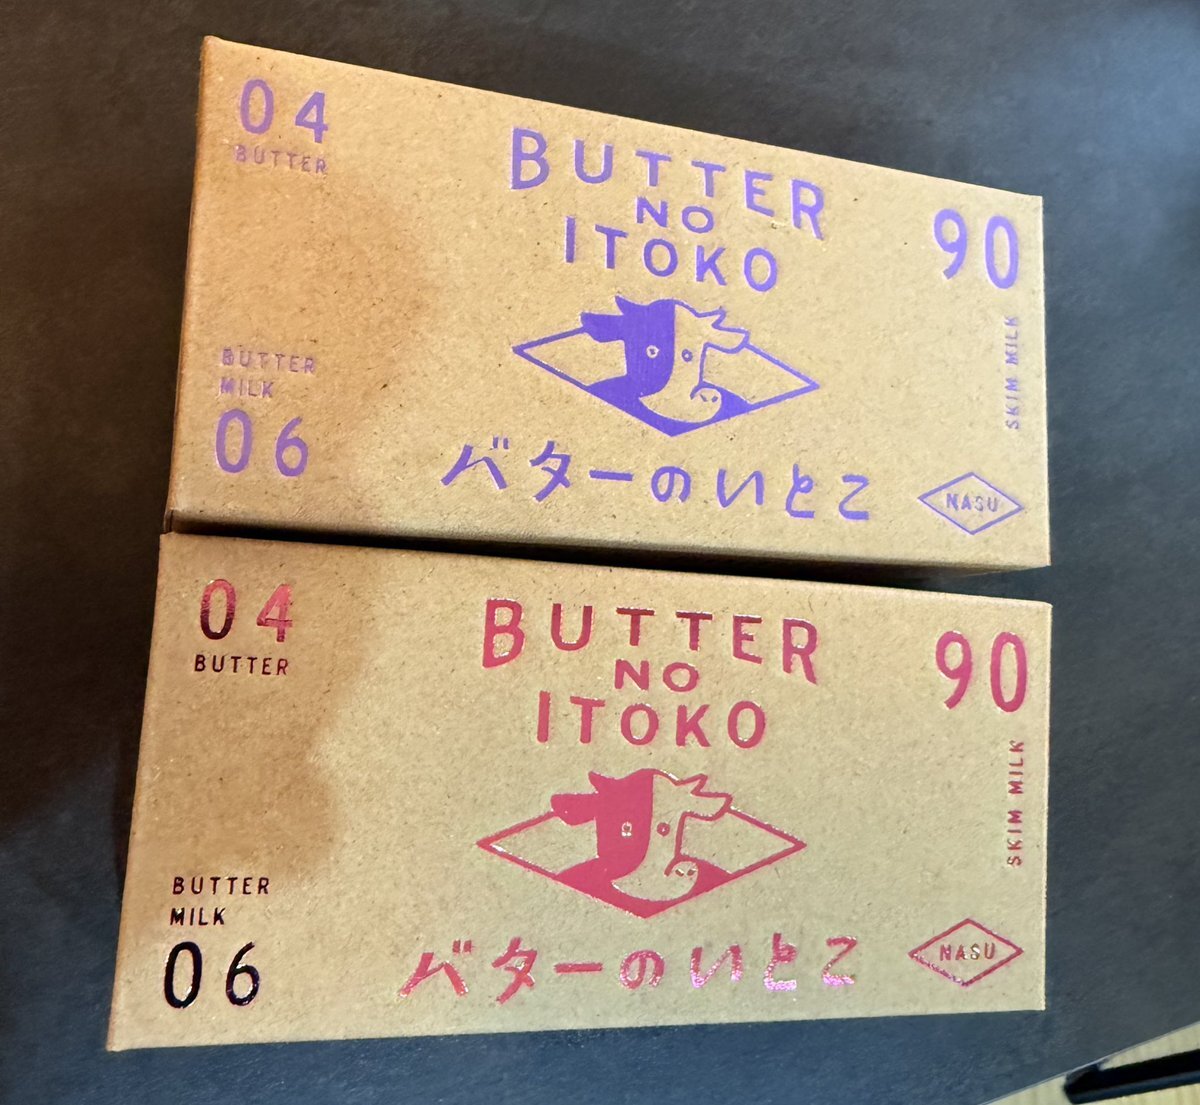 04
BUTTER
BUTTER
NO
ITOKO
90
SKIM MILK
BUTTER
MILK
06
バターのいとこ
NASU
04
BUTTER
BUTTER
NO
ITOKO
90
SKIM MILK
BUTTER
MILK
06
バターのいとこ
NASU